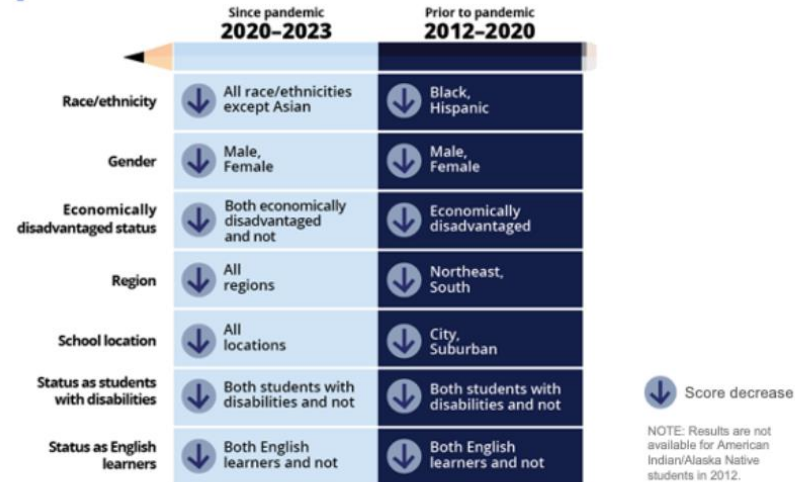 Since pandemic
2020–2023
Prior to pandemic
2012–2020
Race/ethnicity
All race/ethnicities
except Asian
Black,
Hispanic
Gender
Male,
Female
Male,
Female
Economically
disadvantaged status
Both economically
disadvantaged
and not
Economically
disadvantaged
Region
All
regions
Northeast,
South
School location
All
locations
City,
Suburban
Status as students
with disabilities
Both students with
disabilities and not
Both students with
disabilities and not
Status as English
learners
Both English
learners and not
Both English
learners and not
Score decrease
NOTE: Results are not
available for American
Indian/Alaska Native
students in 2012.